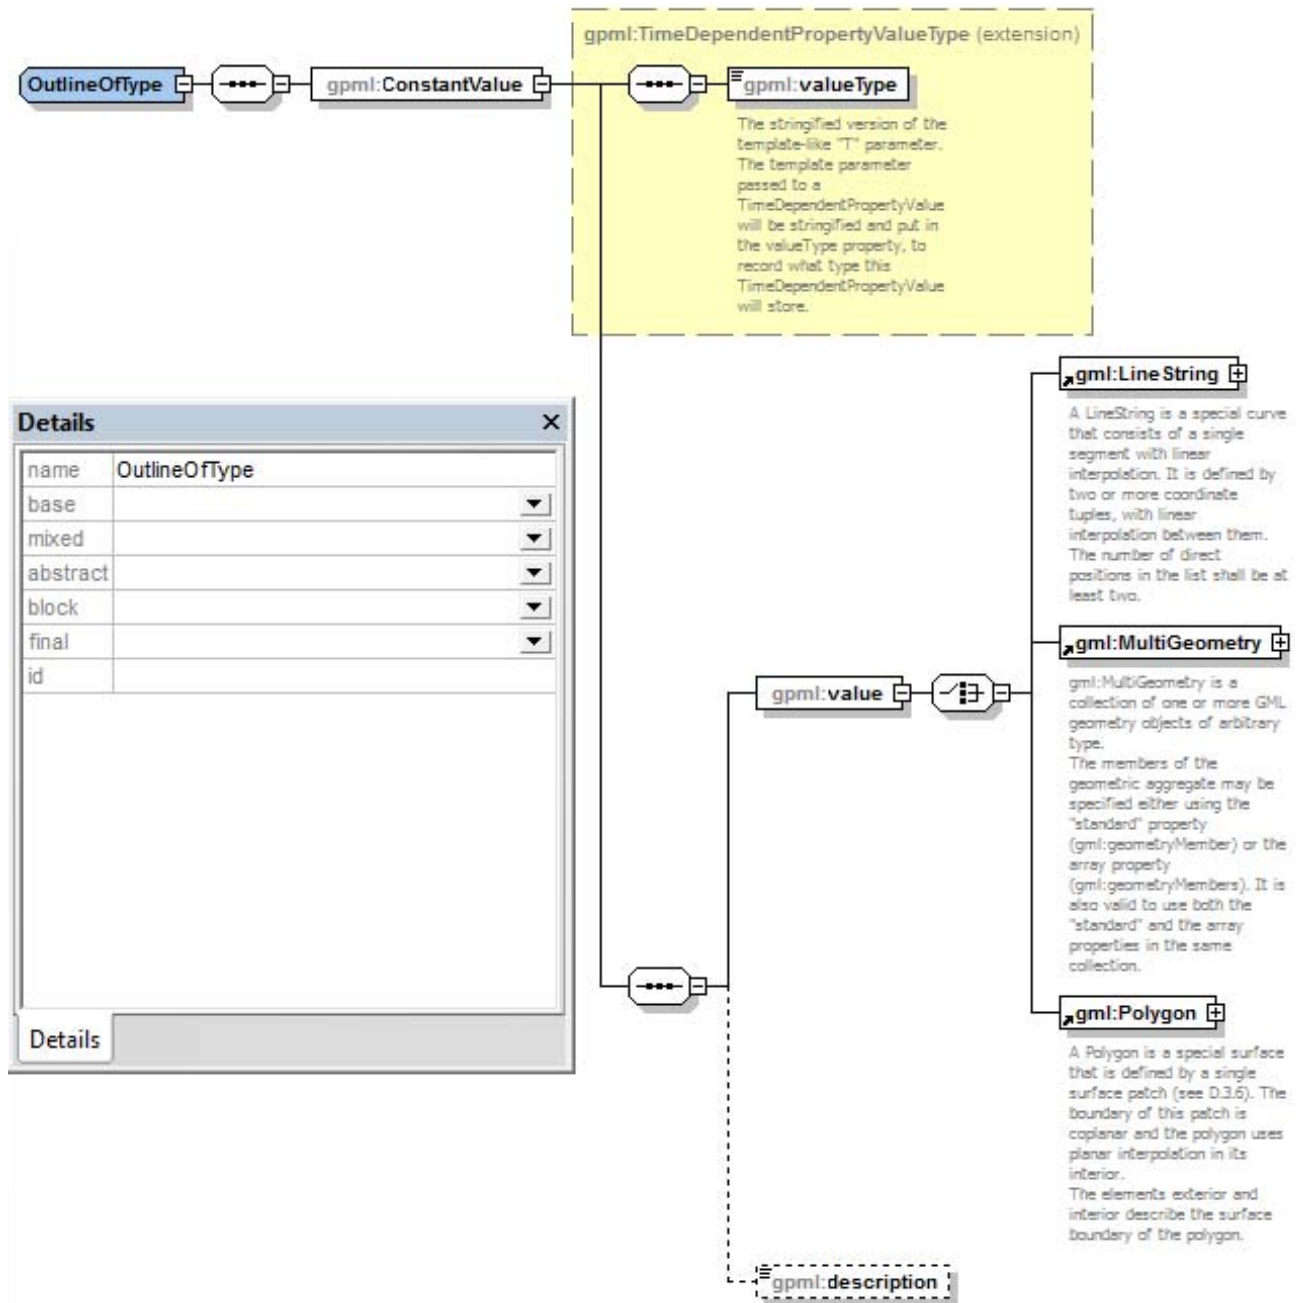 gpml:TimeDependentPropertyValueType (extension)
OutlineOfType
gpml:ConstantValue
gpml:valueType
The stringified version of the
template-like "T" parameter.
The template parameter
passed to a
TimeDependentPropertyValue
will be stringified and put in
the valueType property, to
record what type this
TimeDependentPropertyValue
will store.
gml:LineString
A LineString is a special curve
that consists of a single
segment with linear
interpolation. It is defined by
two or more coordinate
tuples, with linear
interpolation between them.
The number of direct
positions in the list shall be at
least two.
Details
name OutlineOfType
base
mixed
abstract
block
final
id
Details
gpml:value
gml:MultiGeometry
gml:MultiGeometry is a
collection of one or more GML
geometry objects of arbitrary
type.
The members of the
geometric aggregate may be
specified either using the
"standard" property
(gml:geometryMember) or the
array property
(gml:geometryMembers). It is
also valid to use both the
"standard" and the array
properties in the same
collection.
gml:Polygon
A Polygon is a special surface
that is defined by a single
surface patch (see D.3.6). The
boundary of this patch is
coplanar and the polygon uses
planar interpolation in its
interior.
The elements exterior and
interior describe the surface
boundary of the polygon.
gpml:description